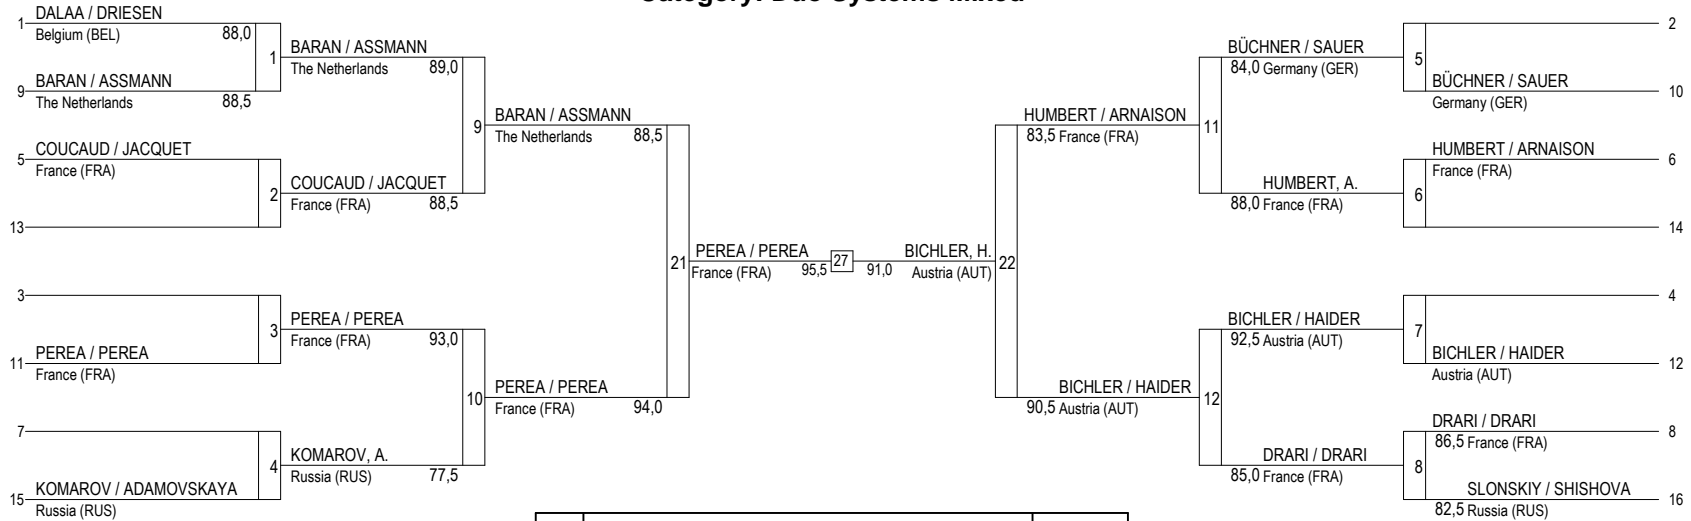 Category: Duo Systems Mixed
1 DALAA / DRIESEN
Belgium (BEL) 88,0
1
9 BARAN / ASSMANN
The Netherlands 88,5
5 COUCAUD / JACQUET
France (FRA)
2
13
3
3
11 PEREA / PEREA
France (FRA)
7
4
15 KOMAROV / ADAMOVSKAYA
Russia (RUS)
BARAN / ASSMANN
The Netherlands 89,0
9
COUCAUD / JACQUET
France (FRA) 88,5
PEREA / PEREA
France (FRA) 93,0
10
KOMAROV, A.
Russia (RUS) 77,5
BARAN / ASSMANN
The Netherlands 88,5
21
PEREA / PEREA
France (FRA) 94,0
PEREA / PEREA
France (FRA) 95,5
27
BICHLER, H.
91,0 Austria (AUT)
22
HUMBERT / ARNAISON
83,5 France (FRA)
BICHLER / HAIDER
90,5 Austria (AUT)
11
BÜCHNER / SAUER
84,0 Germany (GER)
HUMBERT, A.
88,0 France (FRA)
12
BICHLER / HAIDER
92,5 Austria (AUT)
DRARI / DRARI
85,0 France (FRA)
2
5
BÜCHNER / SAUER 10
Germany (GER)
HUMBERT / ARNAISON 6
France (FRA)
6
14
4
7
BICHLER / HAIDER 12
Austria (AUT)
DRARI / DRARI 8
86,5 France (FRA)
8
SLONSKIY / SHISHOVA 16
82,5 Russia (RUS)